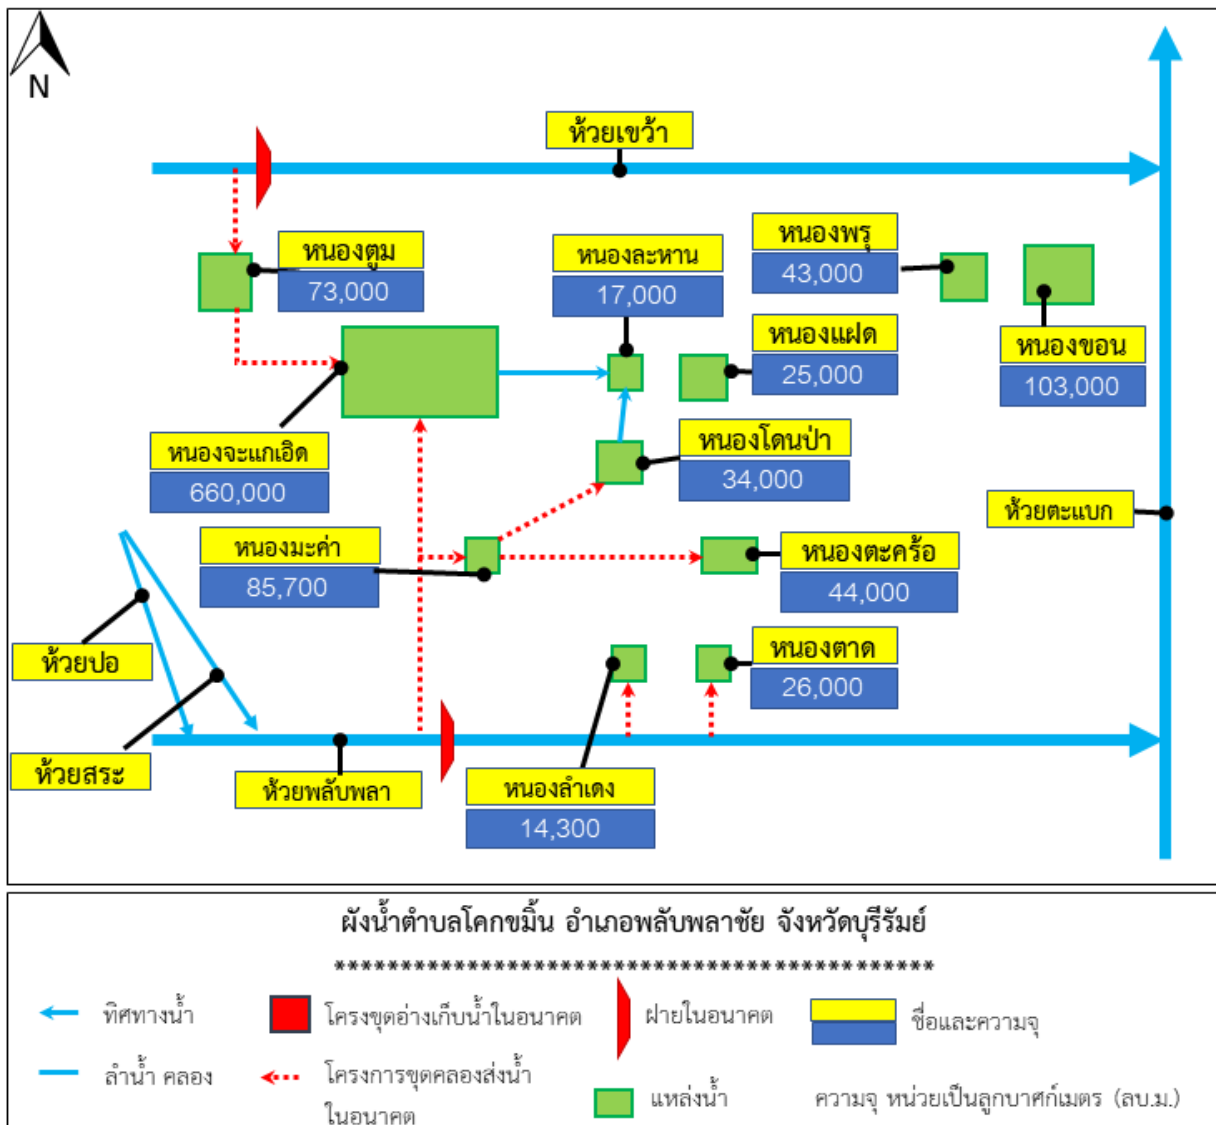 N
ห้วยเขว้า
หนองตูม
73,000
หนองละหาน
17,000
หนองพรุ
43,000
หนองแฝด
25,000
หนองขอน
103,000
หนองจะแกเอิด
660,000
หนองโดนป่า
34,000
ห้วยตะแบก
หนองมะค่า
85,700
หนองตะคร้อ
44,000
ห้วยปอ
หนองตาด
26,000
ห้วยสระ
ห้วยพลับพลา
หนองลำเดง
14,300
ผังน้ำตำบลโคกขมิ้น อำเภอพลับพลาชัย จังหวัดบุรีรัมย์
*********************************************
ทิศทางน้ำ
โครงขุดอ่างเก็บน้ำในอนาคต
ฝายในอนาคต
ชื่อและความจุ
ลำน้ำ คลอง
โครงการขุดคลองส่งน้ำ
ในอนาคต
แหล่งน้ำ
ความจุ หน่วยเป็นลูกบาศก์เมตร (ลบ.ม.)